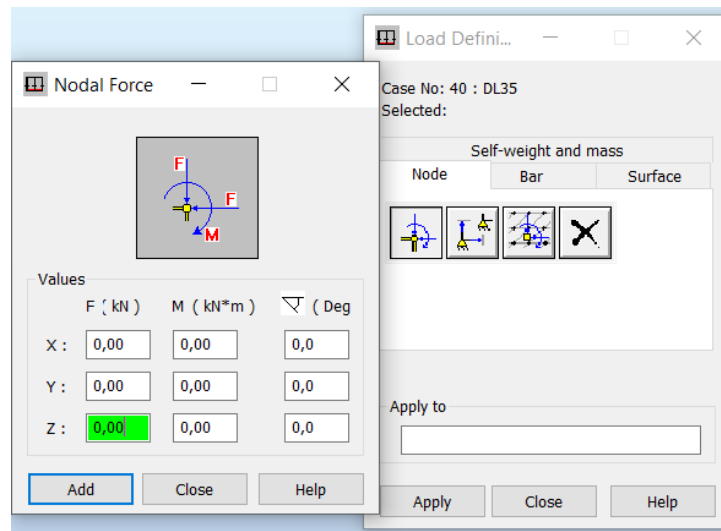 Nodal Force
F
F
M
Values
F ( kN )
M ( kN*m )
( Deg
X :
0,00
0,00
0,0
Y :
0,00
0,00
0,0
Z :
0,00
0,00
0,0
Add
Close
Help
Load Defini...
Case No: 40 : DL35
Selected:
Self-weight and mass
Node
Bar
Surface
Apply to
Apply
Close
Help